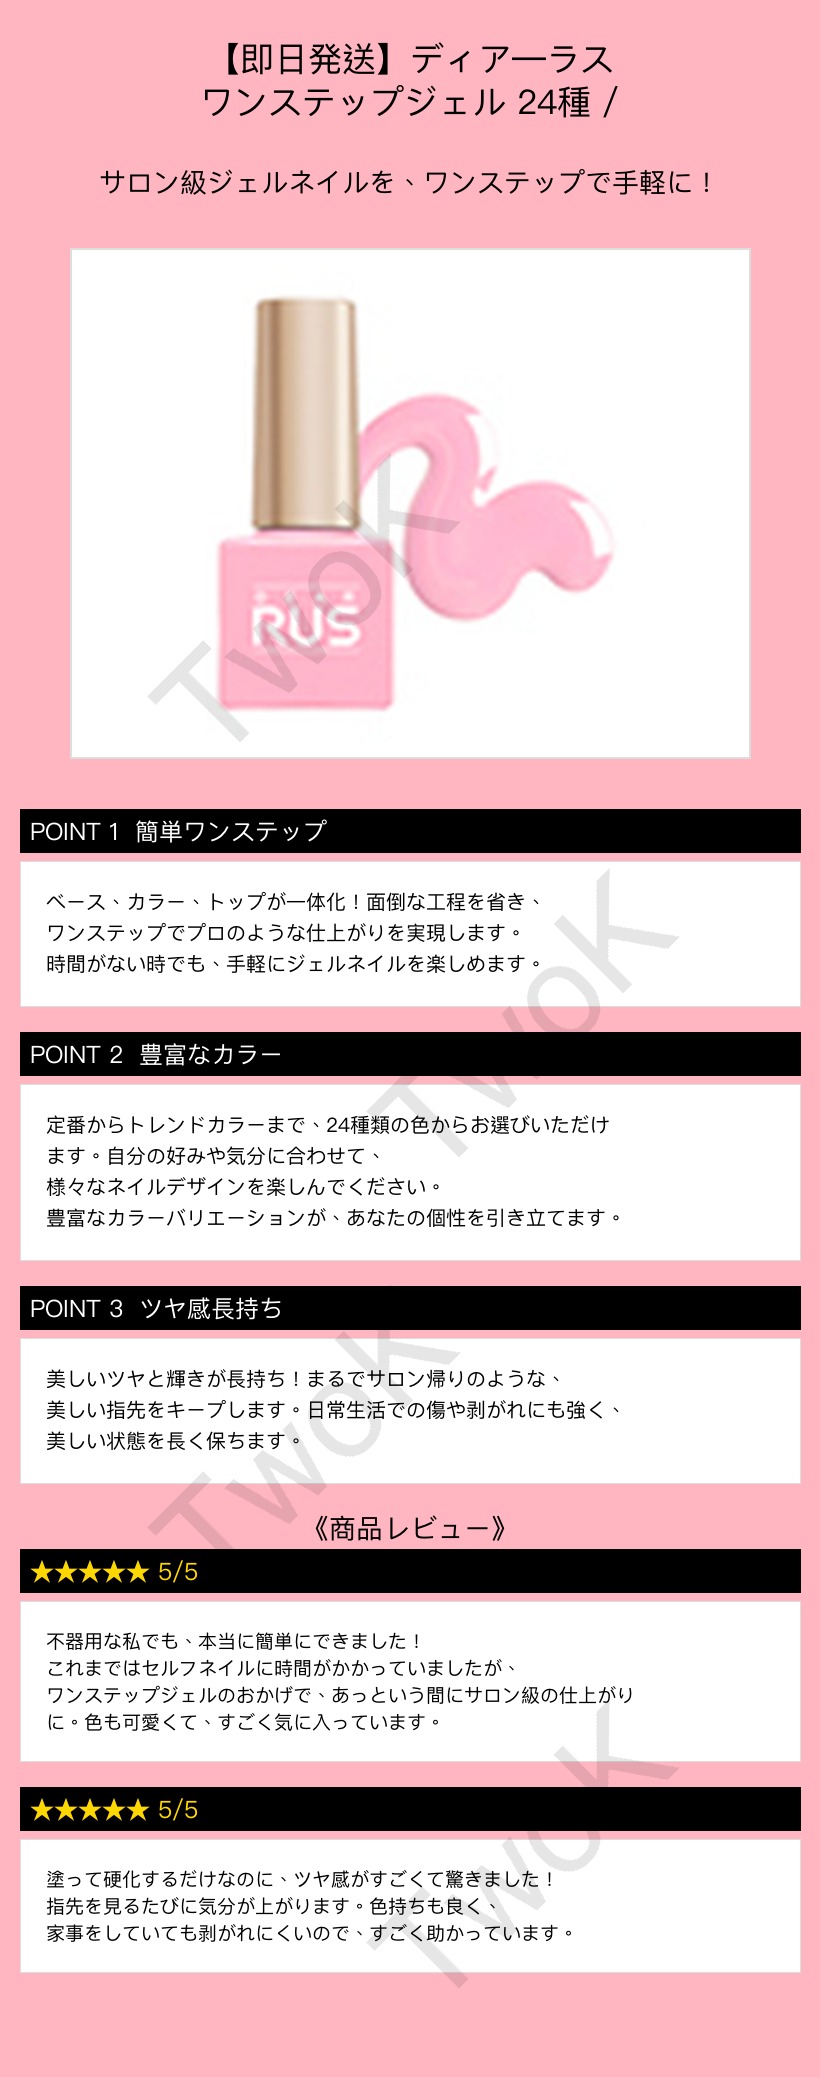 【即日発送】ディアーラス
ワンステップジェル 24種 /
サロン級ジェルネイルを、ワンステップで手軽に！
RUS
TwoK
POINT 1 簡単ワンステップ
ベース、カラー、トップが一体化！面倒な工程を省き、
ワンステップでプロのような仕上がりを実現します。
時間がない時でも、手軽にジェルネイルを楽しめます。
TwoK
POINT 2 豊富なカラー
定番からトレンドカラーまで、24種類の色からお選びいただけ
ます。自分の好みや気分に合わせて、
様々なネイルデザインを楽しんでください。
豊富なカラーバリエーションが、あなたの個性を引き立てます。
POINT 3 ツヤ感長持ち
美しいツヤと輝きが長持ち！まるでサロン帰りのような、
美しい指先をキープします。日常生活での傷や剥がれにも強く、
美しい状態を長く保ちます。
TwoK
《商品レビュー》
★★★★★ 5/5
不器用な私でも、本当に簡単にできました！
これまではセルフネイルに時間がかかっていましたが、
ワンステップジェルのおかげで、あっという間にサロン級の仕上がり
に。色も可愛くて、すごく気に入っています。
★★★★★ 5/5
塗って硬化するだけなのに、ツヤ感がすごくて驚きました！
指先を見るたびに気分が上がります。色持ちも良く、
家事をしていても剥がれにくいので、すごく助かっています。
TwoK